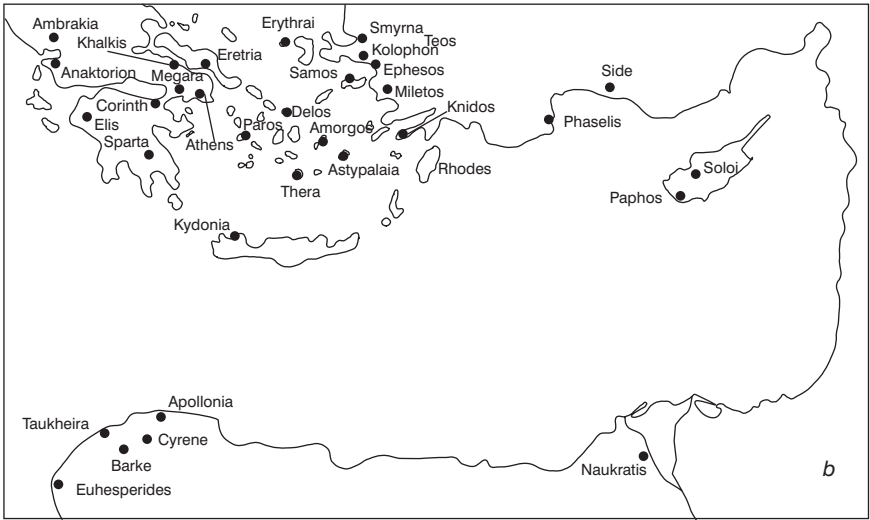 Ambrakia
Erythrai
Smyrna
Teos
Khalkis
Eretria
Kolophon
Anaktorion
Megara
Samos
Ephesos
Side
Miletos
Corinth
Delos
Knidos
Elis
Paros
Amorgos
Phaselis
Sparta
Athens
Astypalaia
Rhodes
Soloi
Thera
Paphos
Kydonia
Apollonia
Taukheira
Cyrene
Barke
Naukratis
b
Euhesperides